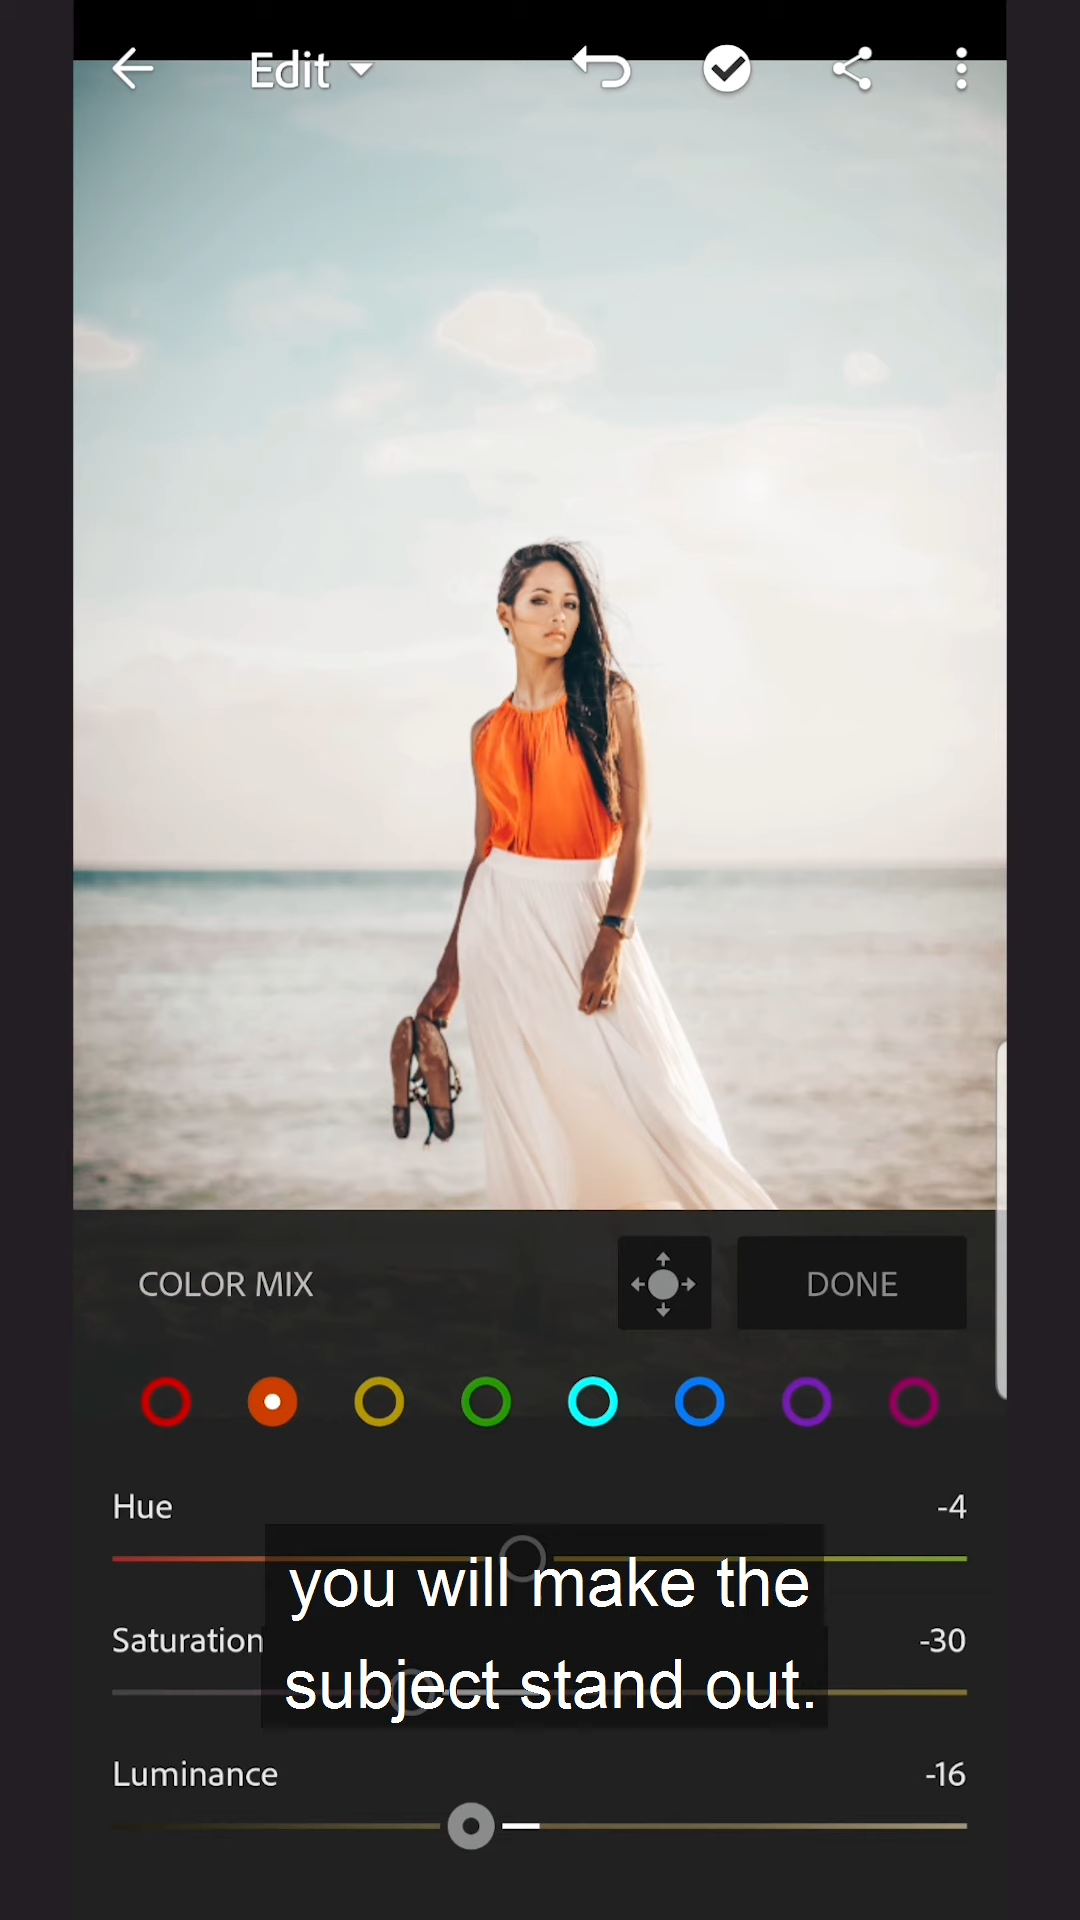 Edit
COLOR MIX
DONE
Hue
-4
you will make the
Saturation
-30
subject stand out.
Luminance
-16